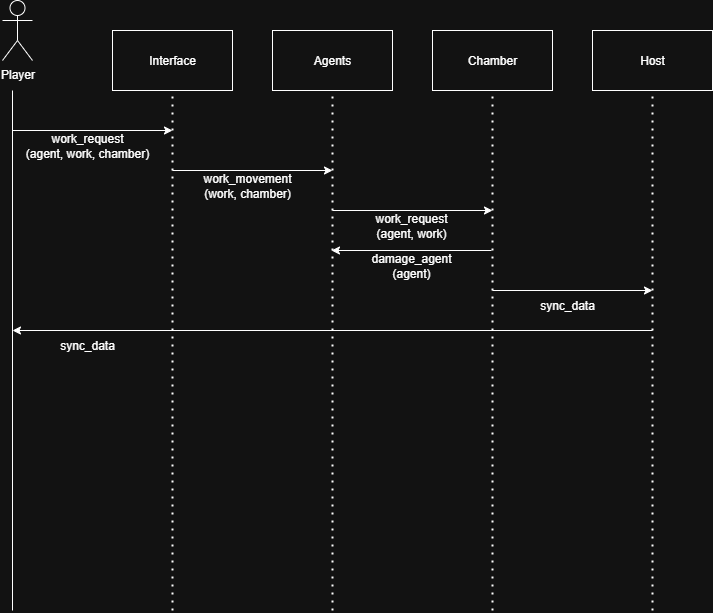 Player
Interface
Agents
Chamber
Host
work_request
(agent, work, chamber)
work_movement
(work, chamber)
work_request
(agent, work)
damage_agent
(agent)
sync_data
sync_data